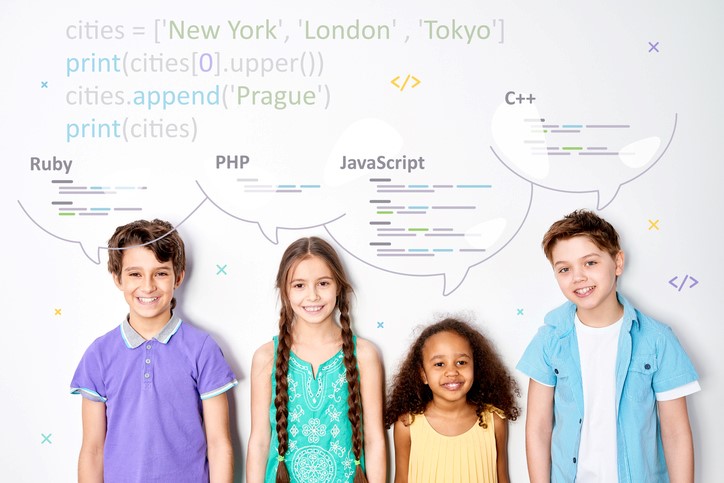 cities = ['New York', 'London' , 'Tokyo']
print(cities[0].upper())
cities.append('Prague')
print(cities)
</>
C++
Ruby
PHP
JavaScript
</>